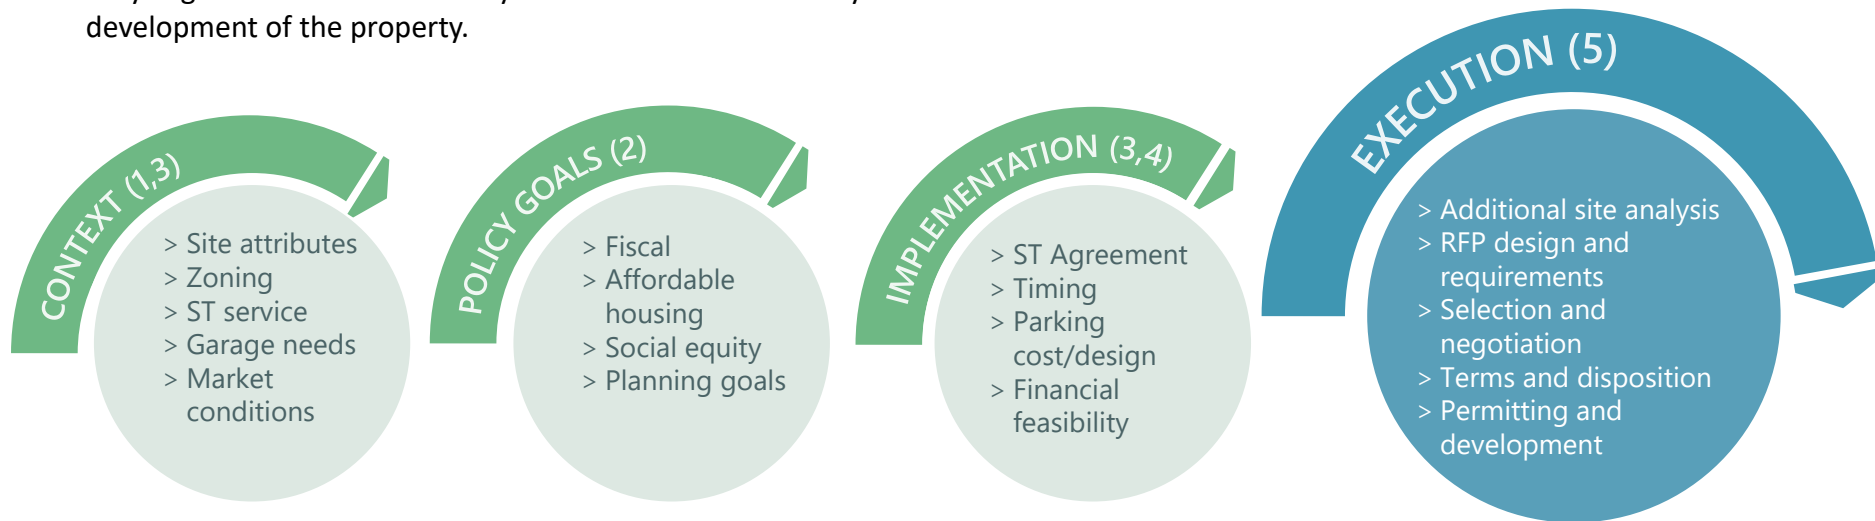 development of the property.
CONTEXT (1,3)
> Site attributes
> Zoning
> ST service
> Garage needs
> Market
conditions
POLICY GOALS (2)
> Fiscal
> Affordable
housing
> Social equity
> Planning goals
IMPLEMENTATION (3,4)
> ST Agreement
> Timing
> Parking
cost/design
> Financial
feasibility
EXECUTION (5)
> Additional site analysis
> RFP design and
requirements
> Selection and
negotiation
> Terms and disposition
> Permitting and
development